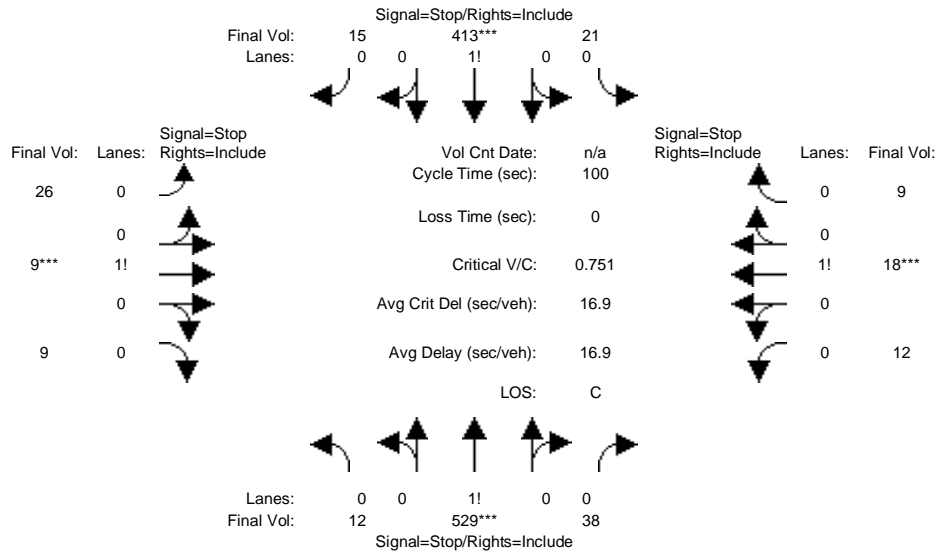 Signal=Stop/Rights=Include
Final Vol: 15 413*** 21
Lanes: 0 0 1! 0 0
Signal=Stop
Final Vol: Lanes: Rights=Include
Vol Cnt Date: n/a
Signal=Stop
Rights=Include Lanes: Final Vol:
Cycle Time (sec): 100
26 0
0 9
Loss Time (sec): 0
0
0
9*** 1!
Critical V/C: 0.751
1! 18***
0
Avg Crit Del (sec/veh): 16.9
0
9 0
Avg Delay (sec/veh): 16.9
0 12
LOS: C
Lanes: 0 0 1! 0 0
Final Vol: 12 529*** 38
Signal=Stop/Rights=Include